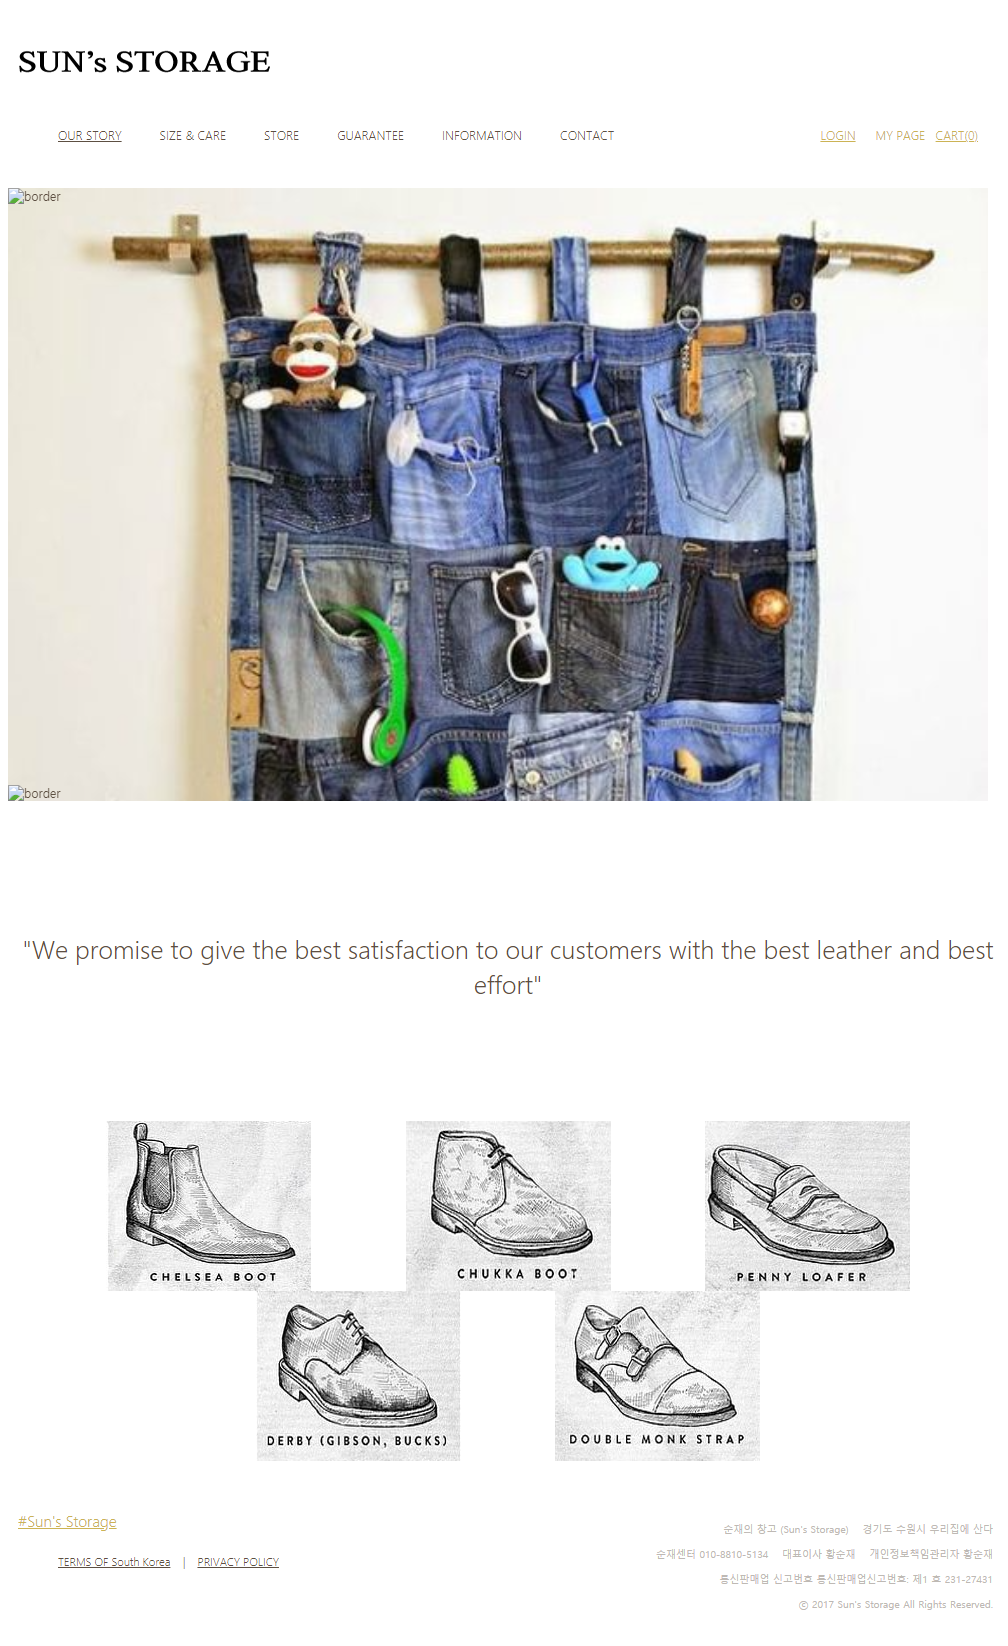 SUN's STORAGE
OUR STORY SIZE & CARE STORE GUARANTEE INFORMATION CONTACT LOGIN MY PAGE CART(0)
border
border
"We promise to give the best satisfaction to our customers with the best leather and best
effort"
CHELSEA BOOT CHUKKA BOOT PENNY LOAFER
DERBY (GIBSON, BUCKS) DOUBLE MONK STRAP
#Sun's Storage
순재의 창고 (Sun's Storage) 경기도 수원시 우리집에 산다
TERMS OF South Korea | PRIVACY POLICY
순재센터 010-8810-5134 대표이사 황순재 개인정보책임관리자 황순재
통신판매업 신고번호 통신판매업신고번호: 제1 호 231-27431
ⓒ 2017 Sun's Storage All Rights Reserved.